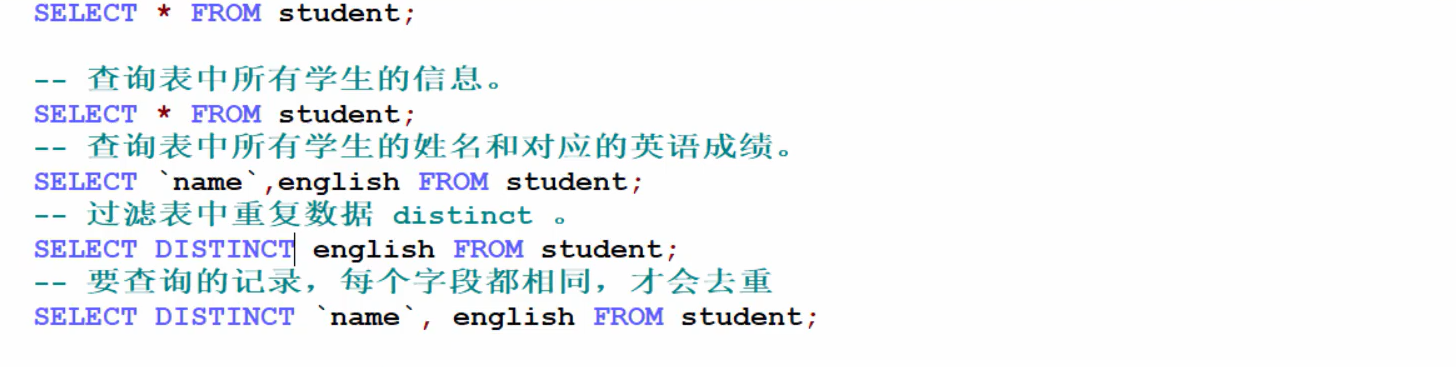 SELECT * FROM student;
-- 查询表中所有学生的信息。
SELECT * FROM student;
-- 查询表中所有学生的姓名和对应的英语成绩。
SELECT `name`,english FROM student;
-- 过滤表中重复数据 distinct 。
SELECT DISTINCT english FROM student;
-- 要查询的记录，每个字段都相同，才会去重
SELECT DISTINCT `name`, english FROM student;